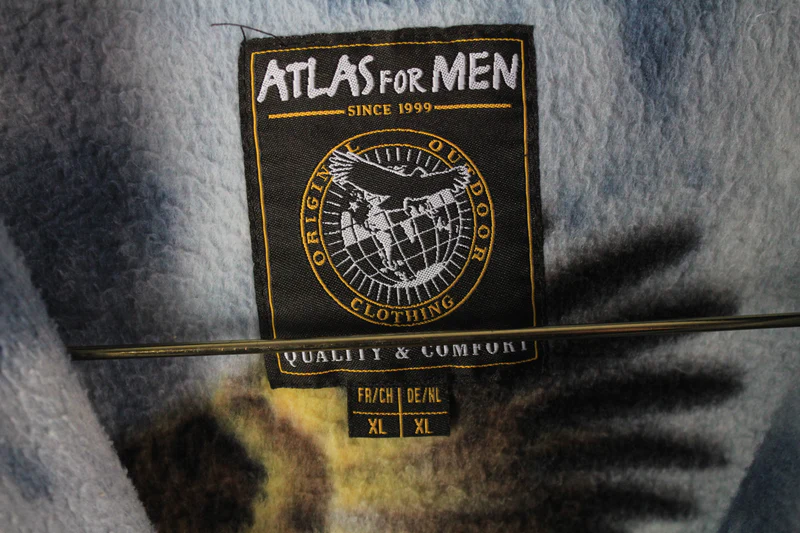 ATLAS FOR MEN
SINCE 1999
ORIGINAL OUTDOOR
CLOTHING
QUALITY & COMFORT
FR/CH DE/NL
XL XL